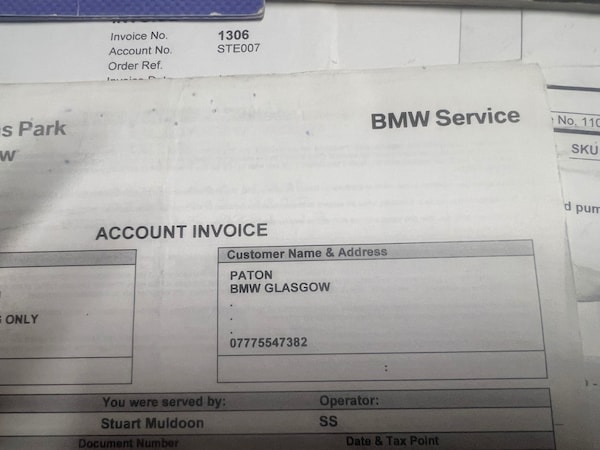 Invoice No. 1306
Account No. STE007
Order Ref.
s Park
BMW Service
w
No. 110
SKU
d pum
ACCOUNT INVOICE
Customer Name & Address
PATON
BMW GLASGOW
.
.
.
07775547382
ONLY
:
You were served by: Operator:
Stuart Muldoon SS
Document Number Date & Tax Point